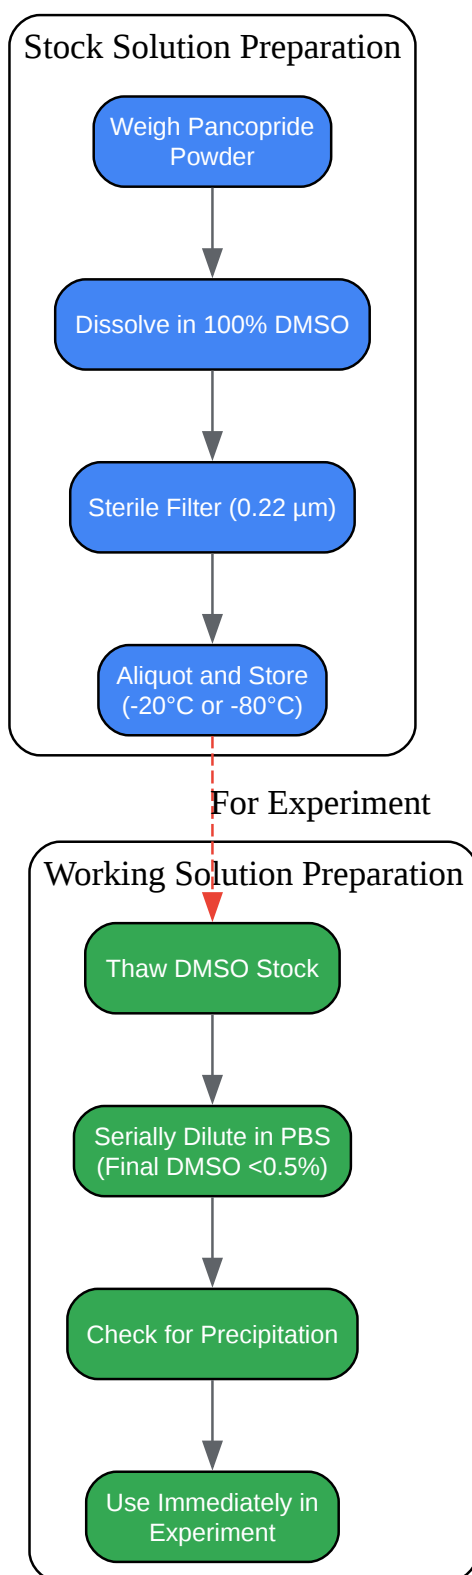 Stock Solution Preparation
Weigh Pancopride
Powder
Dissolve in 100% DMSO
Sterile Filter (0.22 µm)
Aliquot and Store
(-20°C or -80°C)
For Experiment
Working Solution Preparation
Thaw DMSO Stock
Serially Dilute in PBS
(Final DMSO <0.5%)
Check for Precipitation
Use Immediately in
Experiment